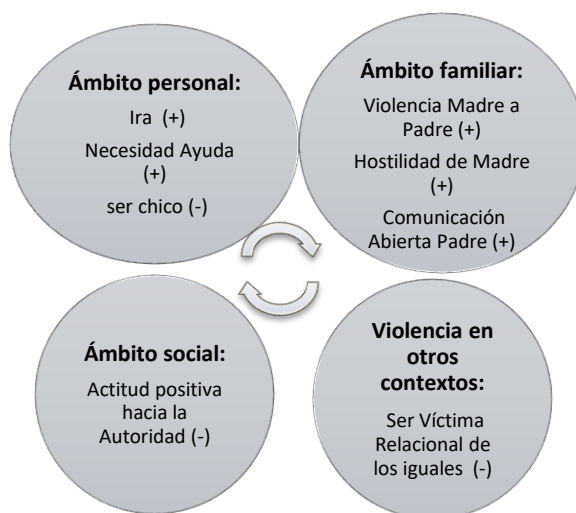 Ámbito personal:
Ira (+)
Necesidad Ayuda
(+)
ser chico (-)
Ámbito familiar:
Violencia Madre a
Padre (+)
Hostilidad de Madre
(+)
Comunicación
Abierta Padre (+)
Ámbito social:
Actitud positiva
hacia la
Autoridad (-)
Violencia en
otros
contextos:
Ser Víctima
Relacional de
los iguales (-)